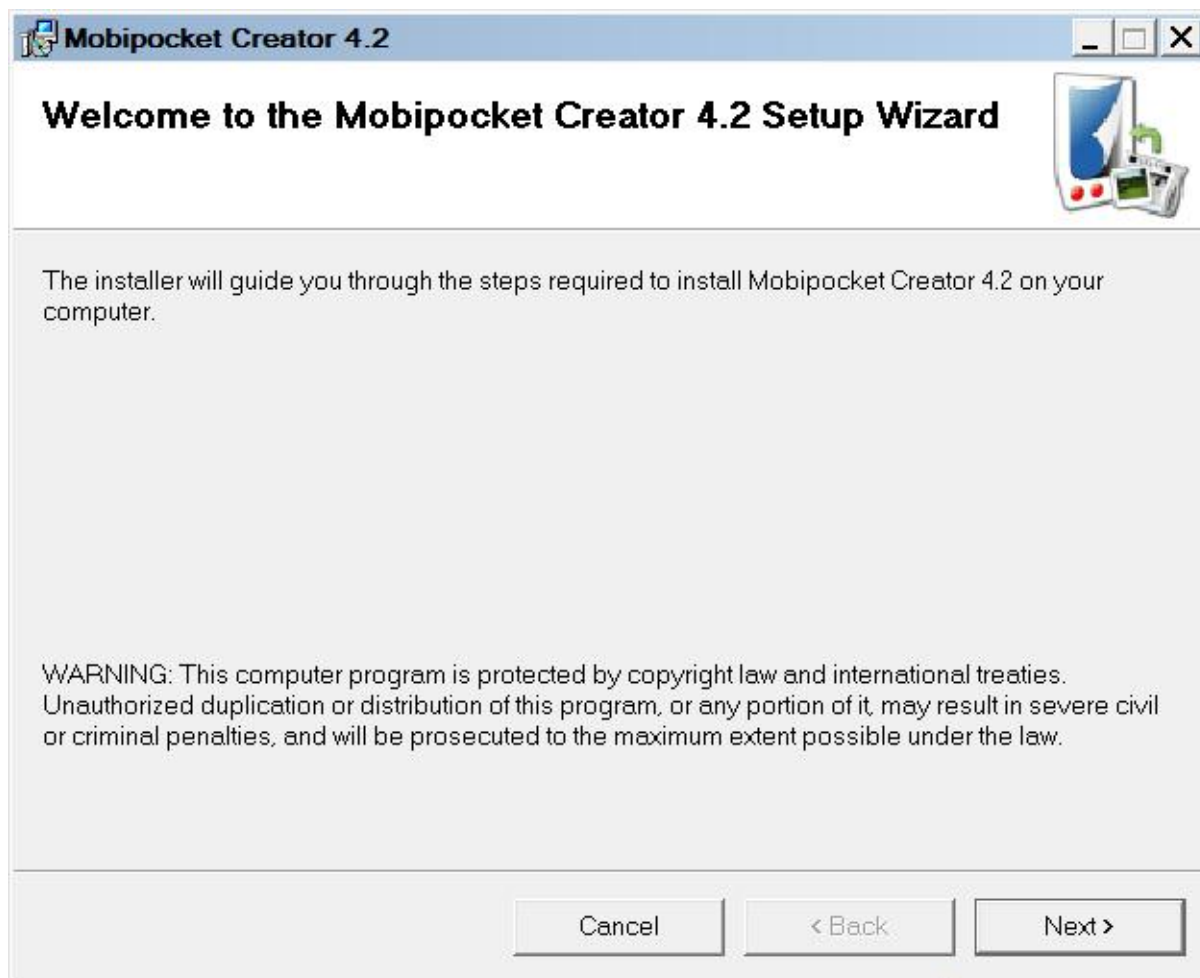 Mobipocket Creator 4.2
Welcome to the Mobipocket Creator 4.2 Setup Wizard
The installer will guide you through the steps required to install Mobipocket Creator 4.2 on your
computer.
WARNING: This computer program is protected by copyright law and international treaties.
Unauthorized duplication or distribution of this program, or any portion of it, may result in severe civil
or criminal penalties, and will be prosecuted to the maximum extent possible under the law.
Cancel < Back Next >